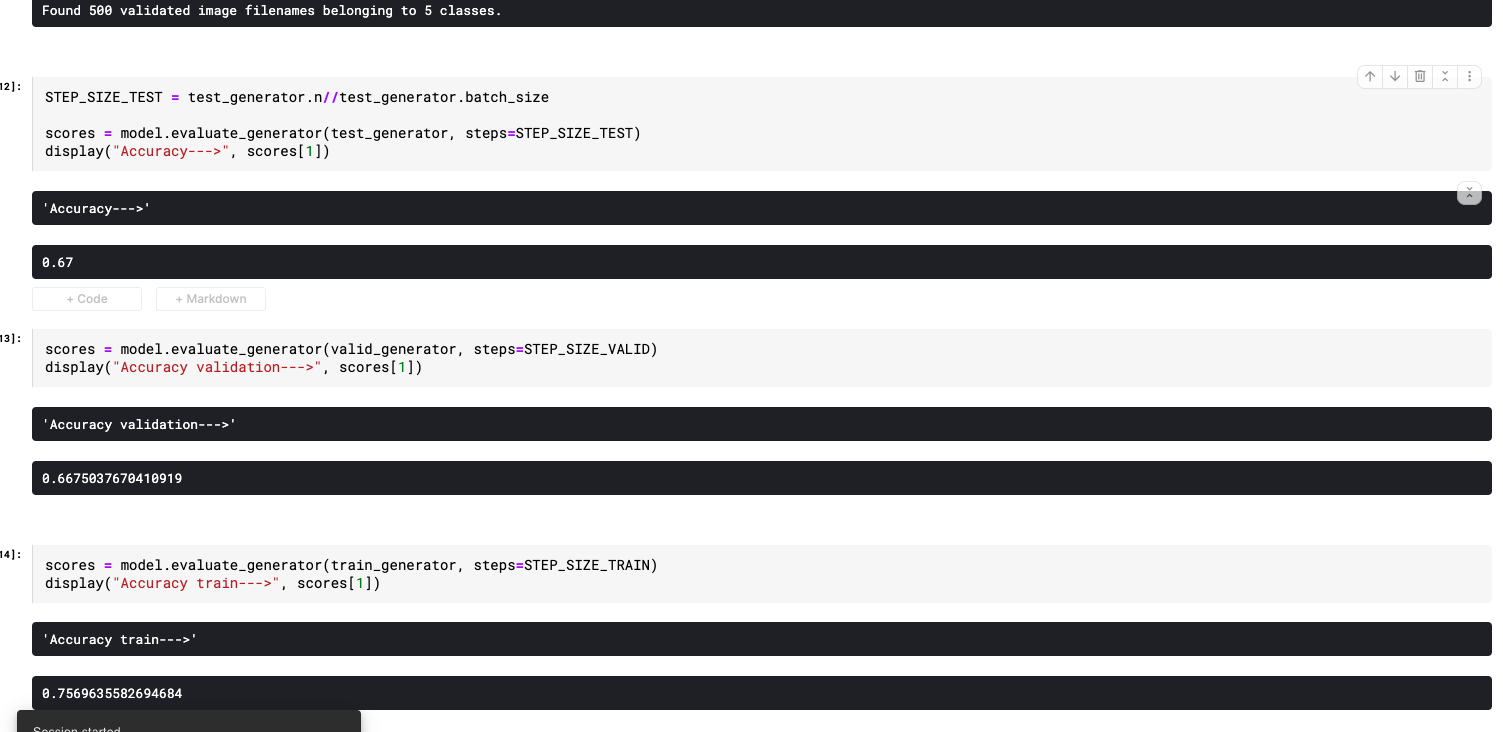 Found 500 validated image filenames belonging to 5 classes.
12]:
STEP_SIZE_TEST = test_generator.n//test_generator.batch_size
scores = model.evaluate_generator(test_generator, steps=STEP_SIZE_TEST)
display("Accuracy--->", scores[1])
'Accuracy--->'
0.67
+ Code
+ Markdown
13]:
scores = model.evaluate_generator(valid_generator, steps=STEP_SIZE_VALID)
display("Accuracy validation--->", scores[1])
'Accuracy validation--->'
0.6675037670410919
14]:
scores = model.evaluate_generator(train_generator, steps=STEP_SIZE_TRAIN)
display("Accuracy train--->", scores[1])
'Accuracy train--->'
0.7569635582694684
Session started